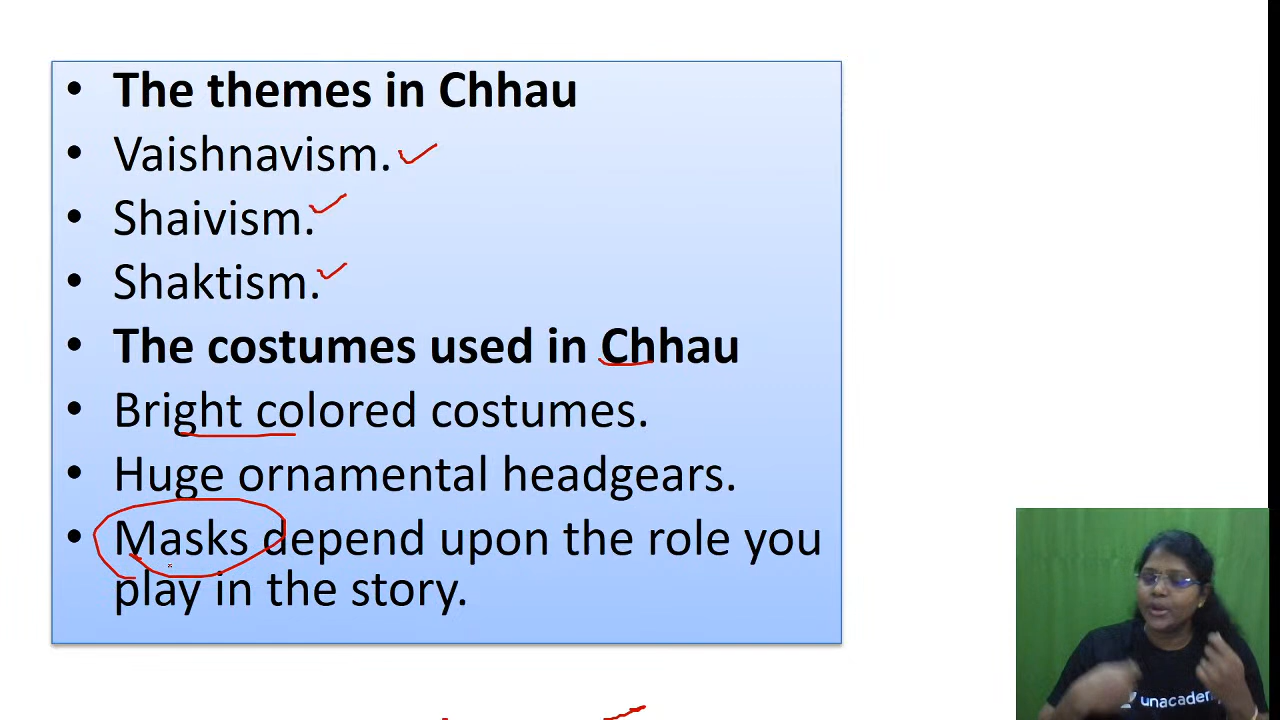 • The themes in Chhau
• Vaishnavism.
• Shaivism.
• Shaktism.
• The costumes used in Chhau
• Bright colored costumes.
• Huge ornamental headgears.
• Masks depend upon the role you
play in the story.
unacademy